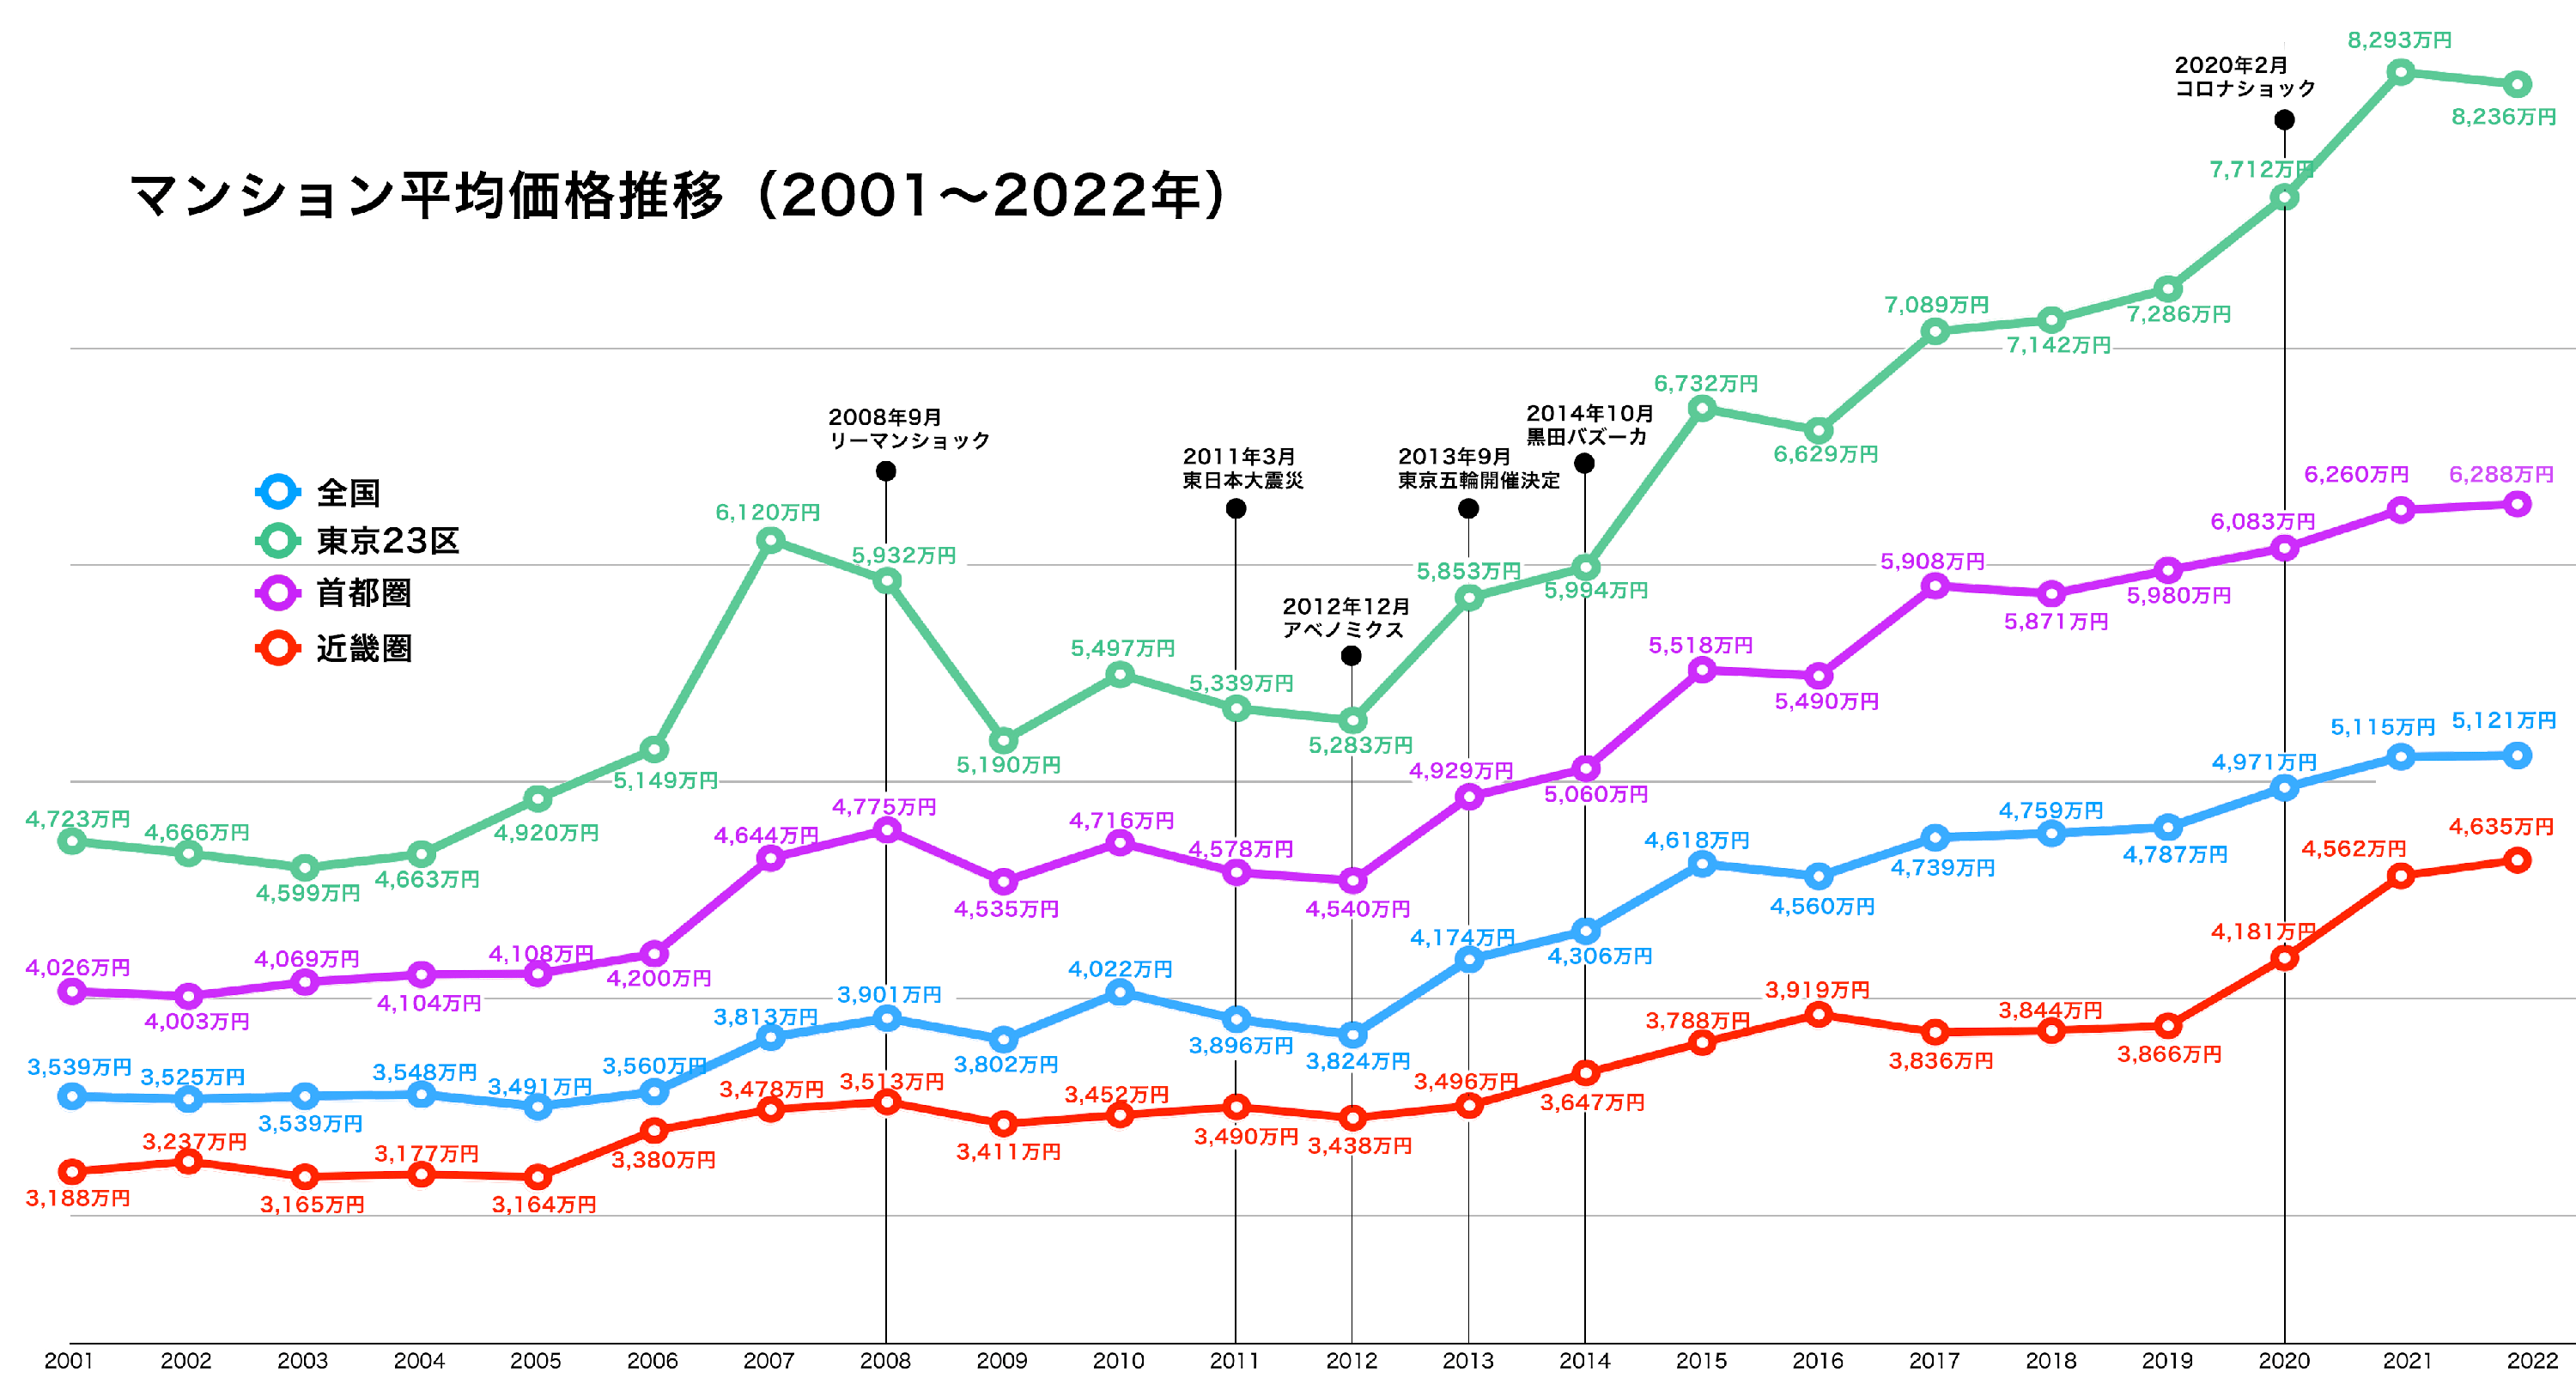 マンション平均価格推移（2001〜2022年）
全国
東京23区
首都圏
近畿圏
2008年9月
リーマンショック
2011年3月
東日本大震災
2012年12月
アベノミクス
2013年9月
東京五輪開催決定
2014年10月
黒田バズーカ
2020年2月
コロナショック
4,723万円
4,666万円
4,599万円
4,663万円
4,920万円
5,149万円
6,120万円
5,932万円
5,190万円
5,497万円
5,339万円
5,283万円
5,853万円
5,994万円
6,732万円
6,629万円
7,089万円
7,142万円
7,286万円
7,712万円
8,293万円
8,236万円
4,026万円
4,003万円
4,069万円
4,104万円
4,108万円
4,200万円
4,644万円
4,775万円
4,535万円
4,716万円
4,578万円
4,540万円
4,929万円
5,060万円
5,518万円
5,490万円
5,908万円
5,871万円
5,980万円
6,083万円
6,260万円
6,288万円
3,539万円
3,525万円
3,539万円
3,548万円
3,491万円
3,560万円
3,813万円
3,901万円
3,802万円
4,022万円
3,896万円
3,824万円
4,174万円
4,306万円
4,618万円
4,560万円
4,739万円
4,759万円
4,787万円
4,971万円
5,115万円
5,121万円
3,188万円
3,237万円
3,165万円
3,177万円
3,164万円
3,380万円
3,478万円
3,513万円
3,411万円
3,452万円
3,490万円
3,438万円
3,496万円
3,647万円
3,788万円
3,919万円
3,836万円
3,844万円
3,866万円
4,181万円
4,562万円
4,635万円
2001 2002 2003 2004 2005 2006 2007 2008 2009 2010 2011 2012 2013 2014 2015 2016 2017 2018 2019 2020 2021 2022